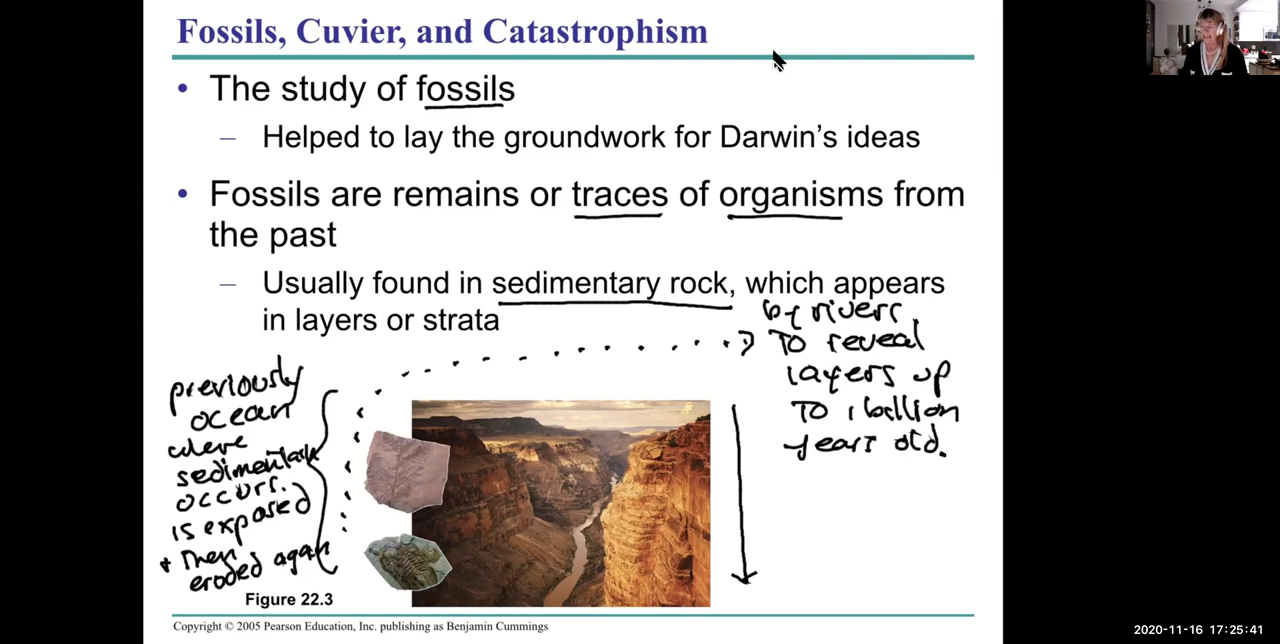 Fossils, Cuvier, and Catastrophism
• The study of fossils
– Helped to lay the groundwork for Darwin's ideas
• Fossils are remains or traces of organisms from
the past
– Usually found in sedimentary rock, which appears
in layers or strata
previously
ocean
where
sedimentation
occurs.
is exposed
+ Then
eroded again
by rivers
To reveal
layers up
To 1 billion
years old.
Figure 22.3
Copyright © 2005 Pearson Education, Inc. publishing as Benjamin Cummings
2020-11-16 17:25:41